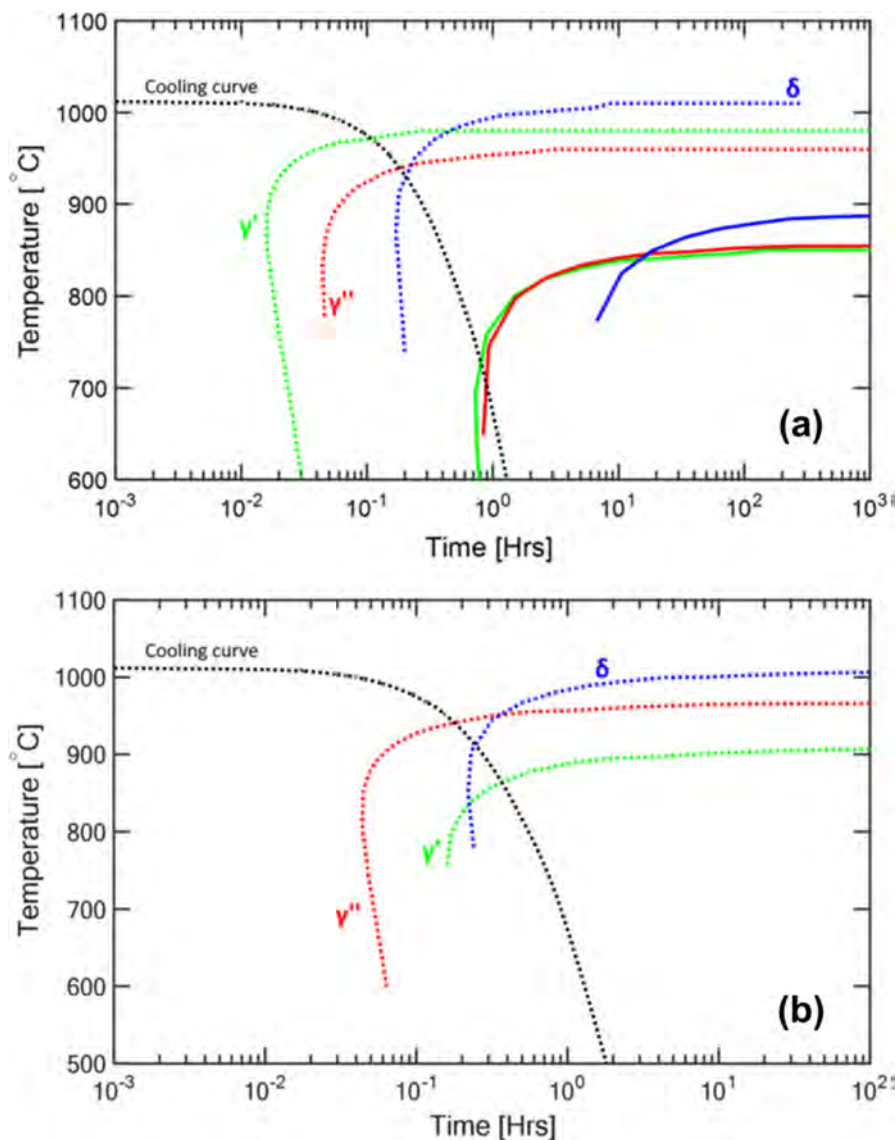 1100
Cooling curve
δ
1000
γ'
900
γ''
800
700
600
(a)
10^-3 10^-2 10^-1 10^0 10^1 10^2 10^3
Time [Hrs]
Temperature [°C]
1100
Cooling curve
δ
1000
900
γ'
800
γ''
700
600
500
(b)
10^-3 10^-2 10^-1 10^0 10^1 10^2
Time [Hrs]
Temperature [°C]